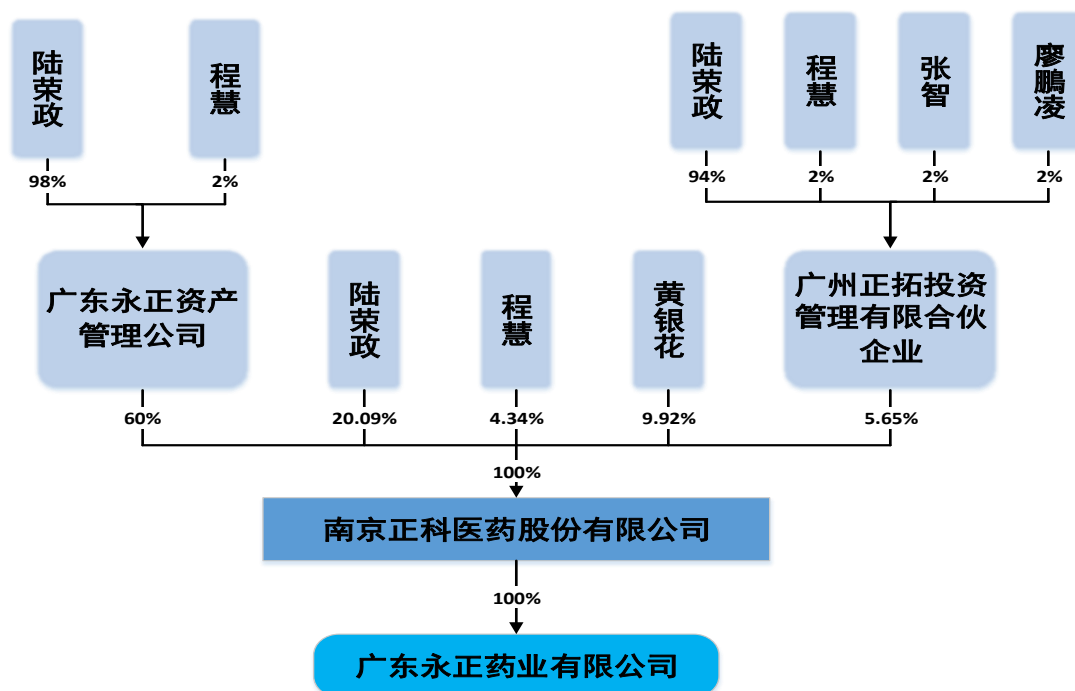 陆荣政
程慧
陆荣政
程慧
张智
廖鹏凌
98%
2%
94%
2%
2%
2%
广东永正资产
管理公司
陆荣政
程慧
黄银花
广州正拓投资
管理有限合伙
企业
60%
20.09%
4.34%
9.92%
5.65%
100%
南京正科医药股份有限公司
100%
广东永正药业有限公司